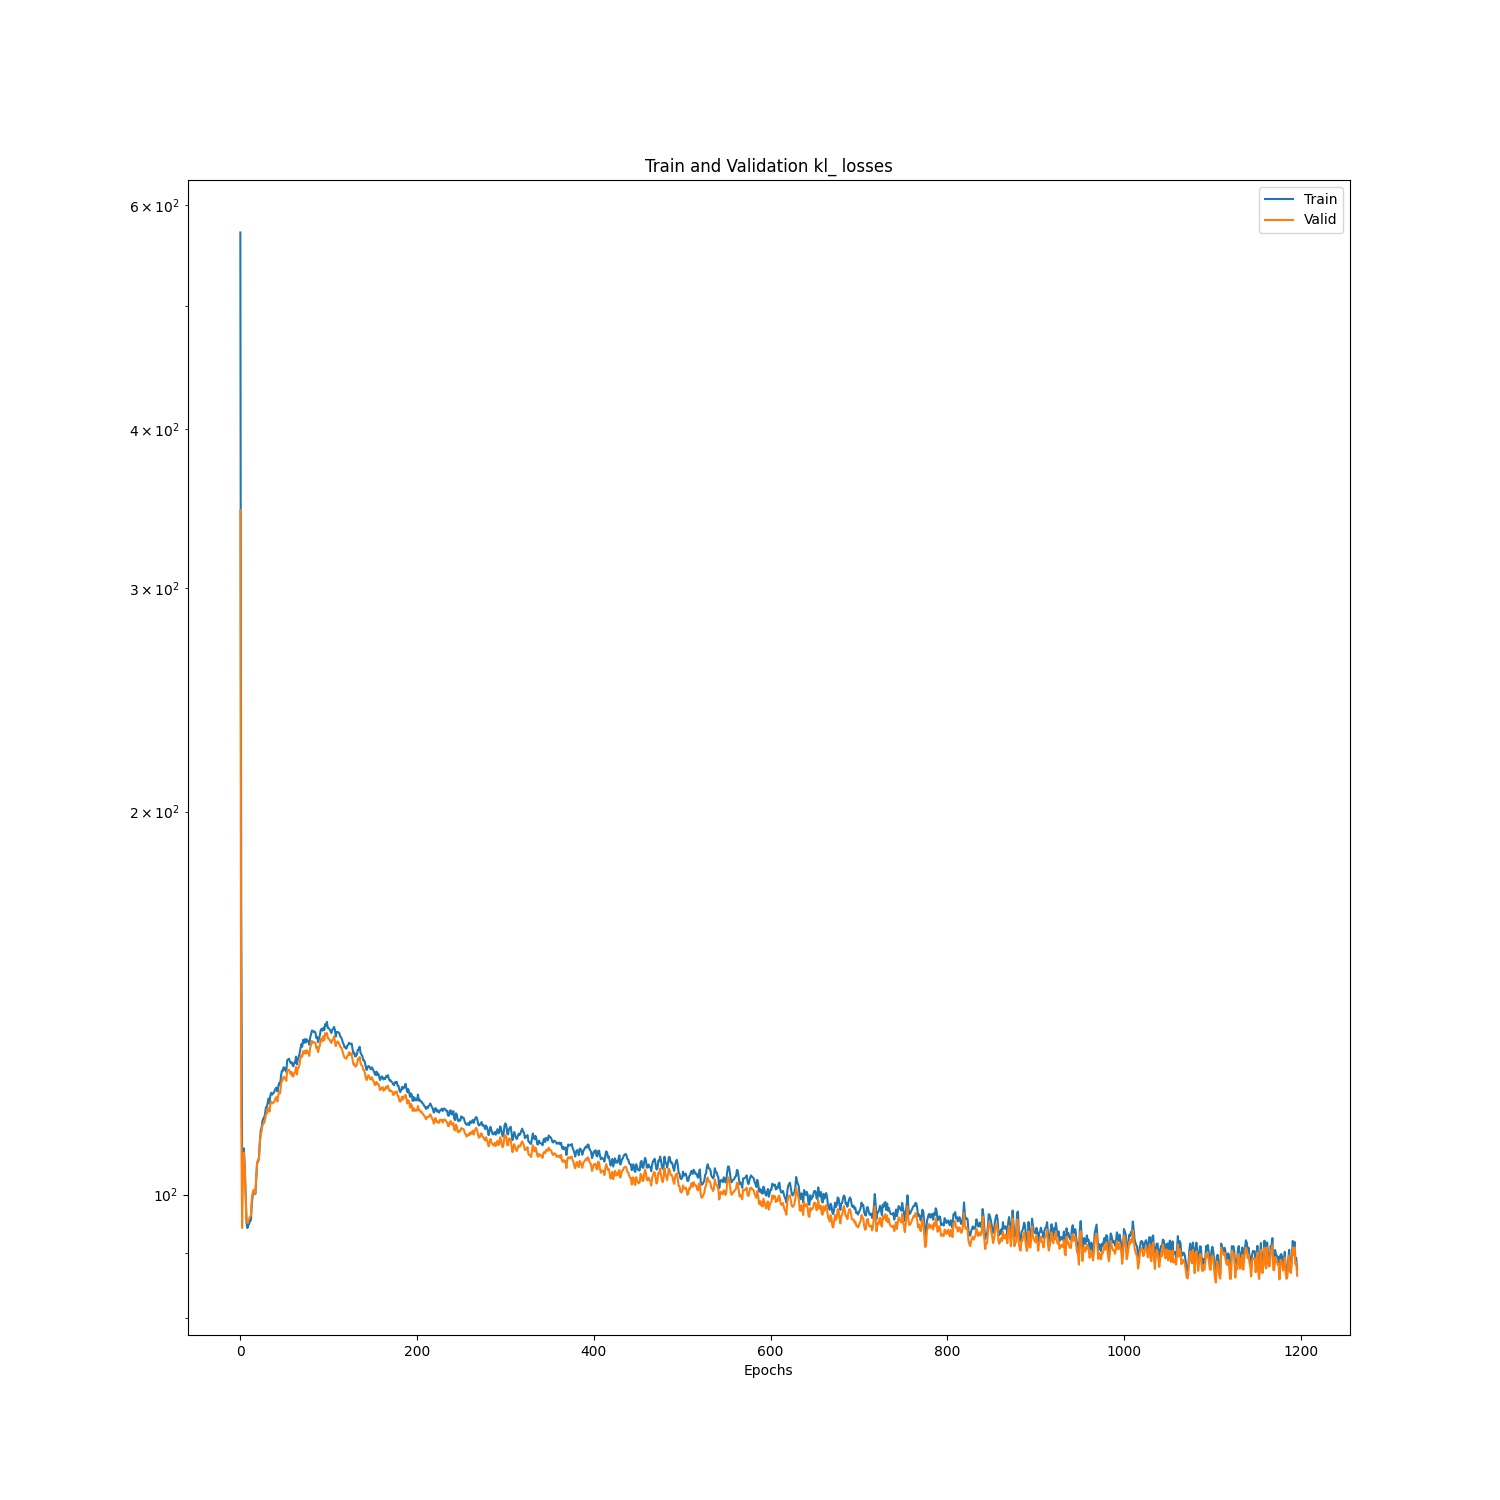 Train and Validation kl_ losses
Train
Valid
6 × 10²
4 × 10²
3 × 10²
2 × 10²
10²
0 200 400 600 800 1000 1200
Epochs